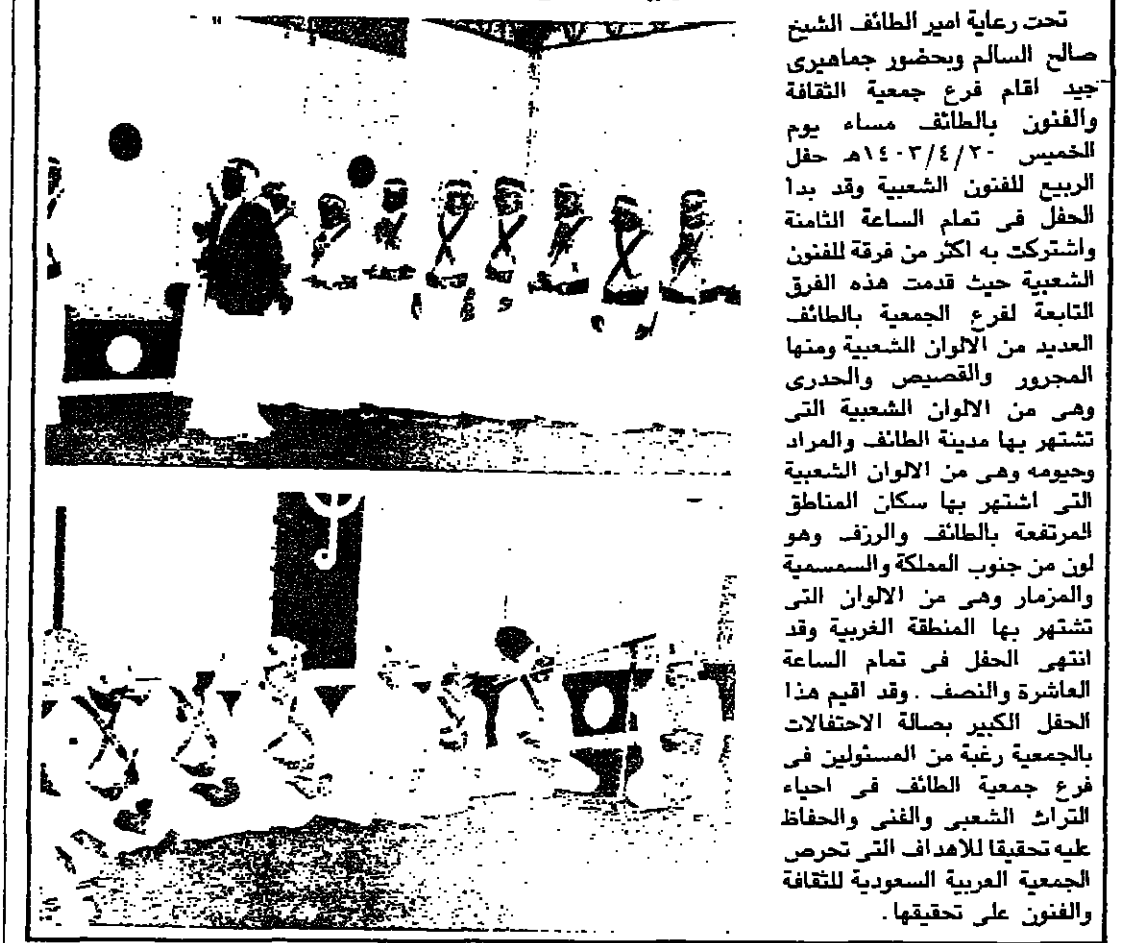 تحت رعاية امير الطائف الشيخ
صالح السالم وبحضور جماهيرى
جيد اقام فرع جمعية الثقافة
والفنون بالطائف مساء يوم
الخميس ١٤٠٣/٤/٢٠هـ حفل
الربيع للفنون الشعبية وقد بدا
الحفل فى تمام الساعة الثامنة
واشتركت به اكثر من فرقة للفنون
الشعبية حيث قدمت هذه الفرق
التابعة لفرع الجمعية بالطائف
العديد من الالوان الشعبية ومنها
المجرور والقصيص والحدرى
وهى من الالوان الشعبية التى
تشتهر بها مدينة الطائف والمراد
وحيومه وهى من الالوان الشعبية
التى اشتهر بها سكان المناطق
المرتفعة بالطائف والرزف وهو
لون من جنوب المملكة والسمسمية
والمزمار وهى من الالوان التى
تشتهر بها المنطقة الغربية وقد
انتهى الحفل فى تمام الساعة
العاشرة والنصف . وقد اقيم هذا
الحفل الكبير بصالة الاحتفالات
بالجمعية رغبة من المسئولين فى
فرع جمعية الطائف فى احياء
التراث الشعبى والفنى والحفاظ
عليه تحقيقا للاهداف التى تحرص
الجمعية العربية السعودية للثقافة
والفنون على تحقيقها .